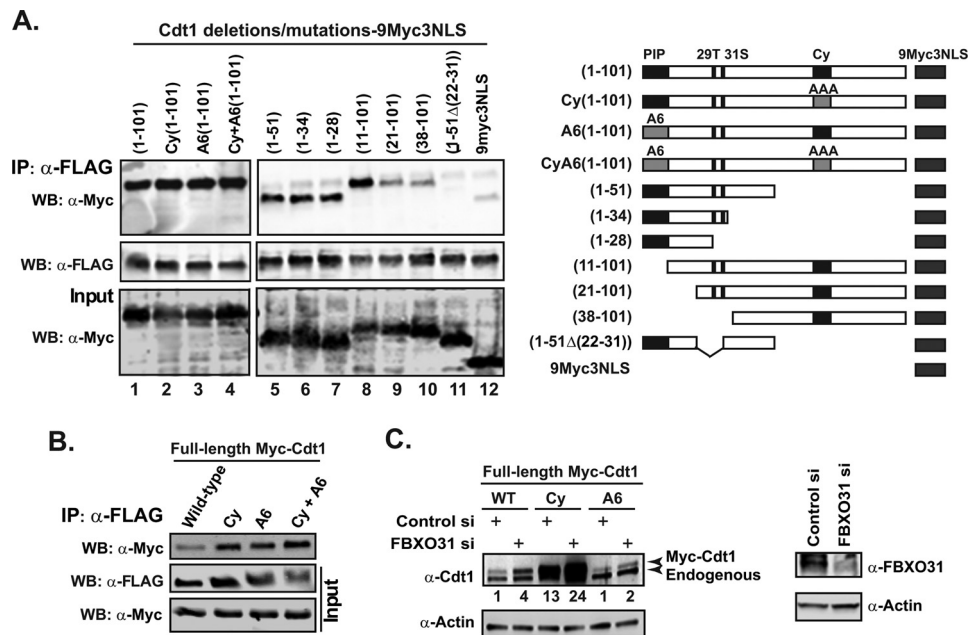 A.
Cdt1 deletions/mutations-9Myc3NLS
(1-101)
Cy(1-101)
A6(1-101)
Cy+A6(1-101)
(1-51)
(1-34)
(1-28)
(11-101)
(21-101)
(38-101)
(1-51Δ(22-31))
9myc3NLS
IP: α-FLAG
WB: α-Myc
WB: α-FLAG
Input
WB: α-Myc
1 2 3 4 5 6 7 8 9 10 11 12
PIP 29T 31S Cy 9Myc3NLS
(1-101)
AAA
Cy(1-101)
A6
A6(1-101)
A6 AAA
CyA6(1-101)
(1-51)
(1-34)
(1-28)
(11-101)
(21-101)
(38-101)
(1-51Δ(22-31))
9Myc3NLS
B.
Full-length Myc-Cdt1
Wild-type
Cy
A6
Cy + A6
IP: α-FLAG
WB: α-Myc
WB: α-FLAG
WB: α-Myc
Input
C.
Full-length Myc-Cdt1
WT Cy A6
Control si + + +
FBXO31 si + + +
α-Cdt1
Myc-Cdt1
Endogenous
1 4 13 24 1 2
α-Actin
Control si
FBXO31 si
α-FBXO31
α-Actin